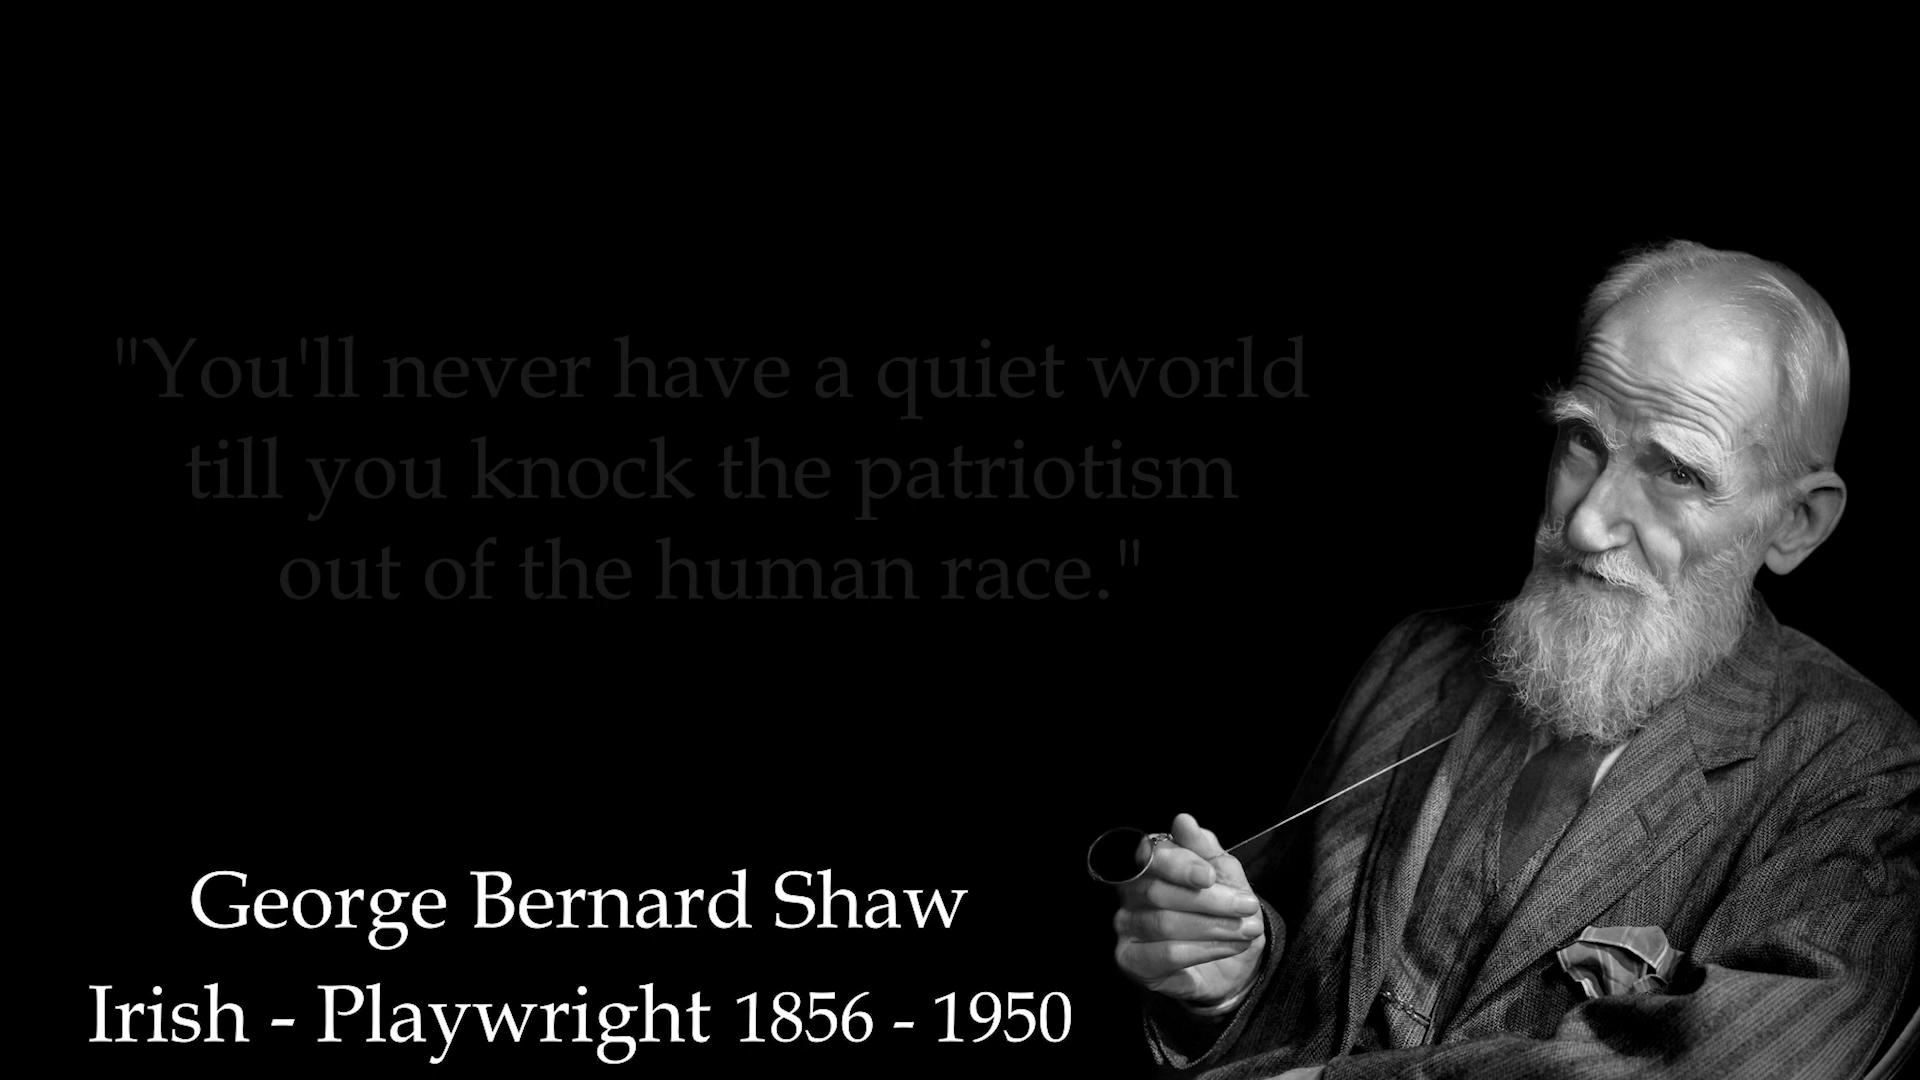 "You'll never have a quiet world
till you knock the patriotism
out of the human race."
George Bernard Shaw
Irish - Playwright 1856 - 1950